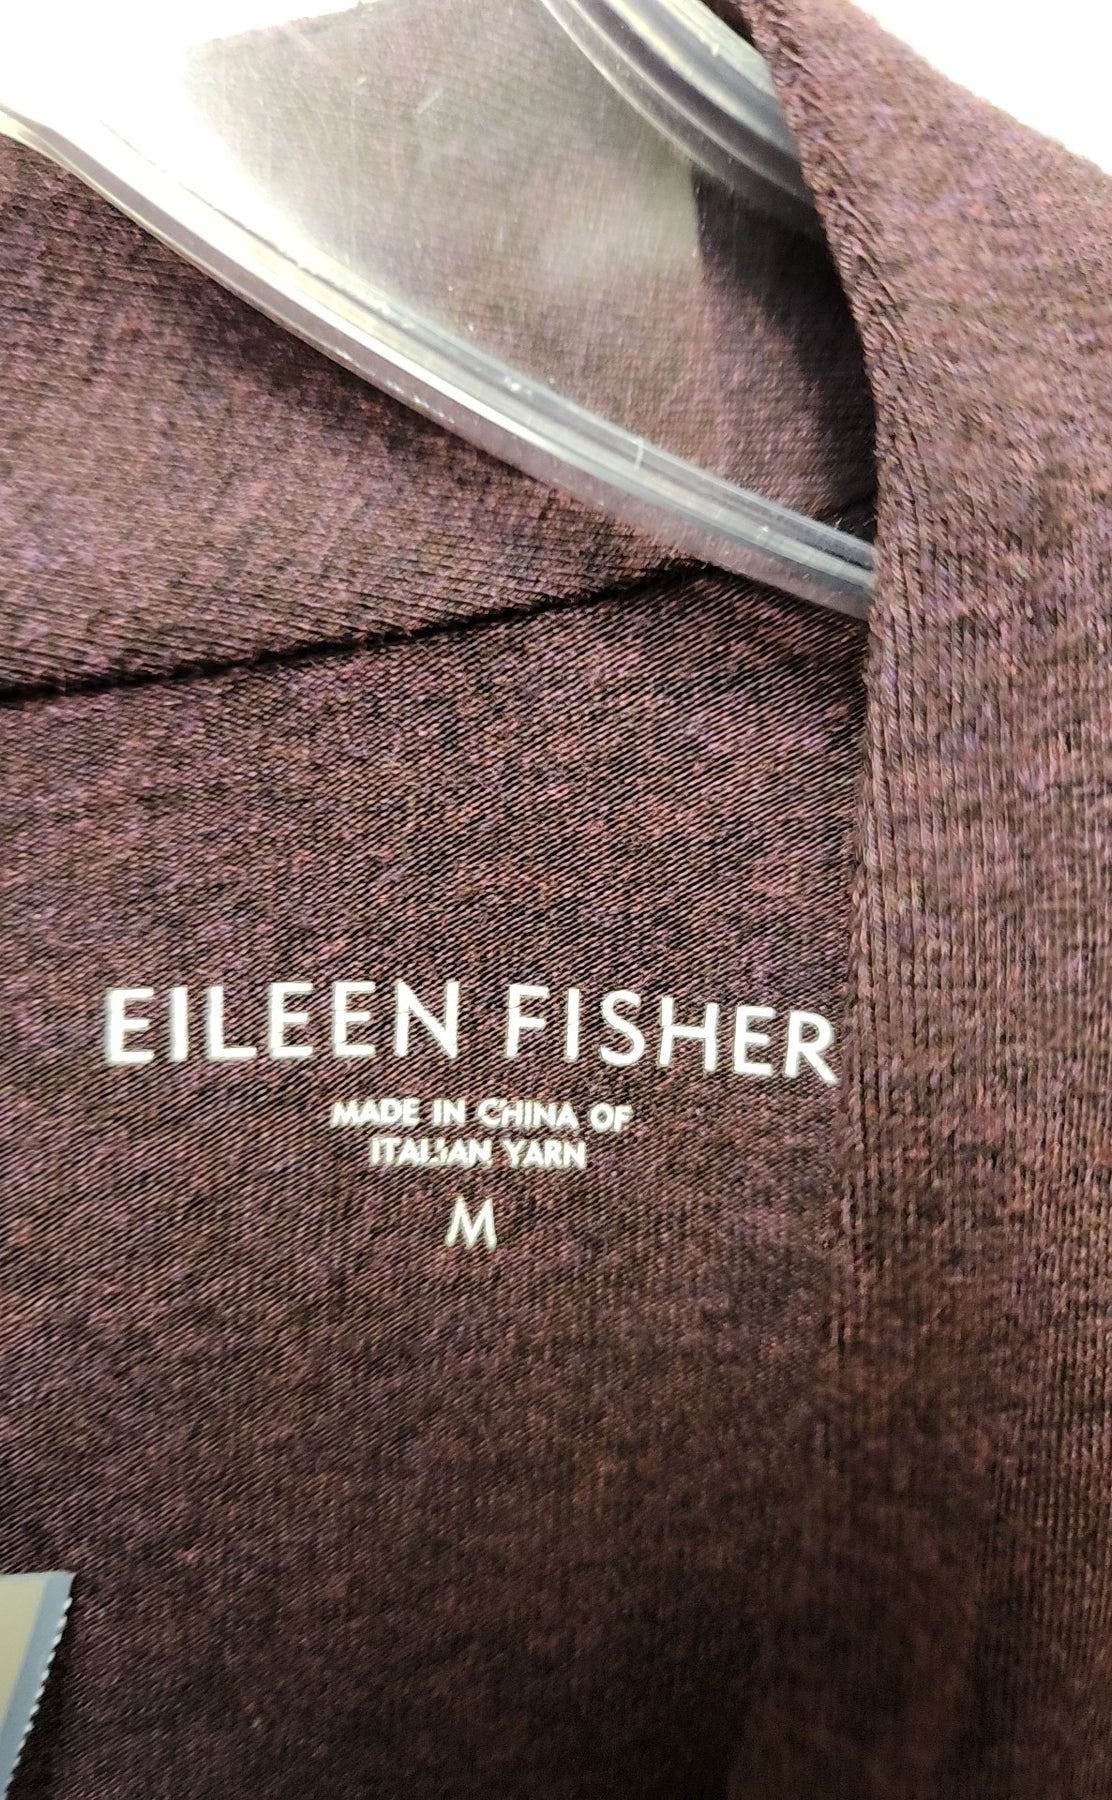 EILEEN FISHER
MADE IN CHINA OF
ITALIAN YARN
M